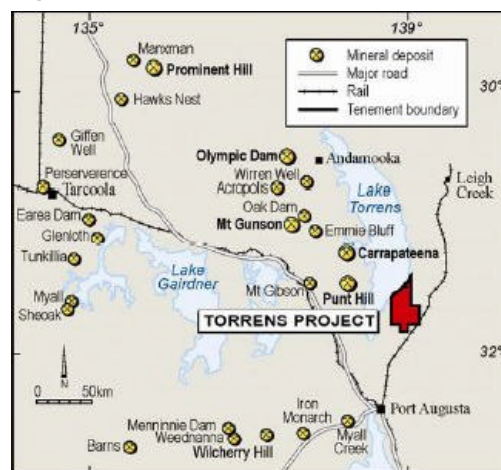 135°
139°
Manxman
Prominent Hill
Hawks Nest
Mineral deposit
Major road
Rail
Tenement boundary
30°
Giffen
Well
Olympic Dam
Andamooka
Wirren Well
Acropolis
Leigh
Creek
Perserverence
Tarcoola
Lake
Torrens
Oak Dam
Mt Gunson
Emmie Bluff
Earea Dam
Glenloth
Tunkillia
Carrapateena
Lake
Gairdner
Mt Gibson
Punt Hill
Myall
Sheoak
TORRENS PROJECT
32°
N
0
50km
Iron
Monarch
Port Augusta
Menninnie Dam
Weednanna
Myall
Creek
Barns
Wilcherry Hill